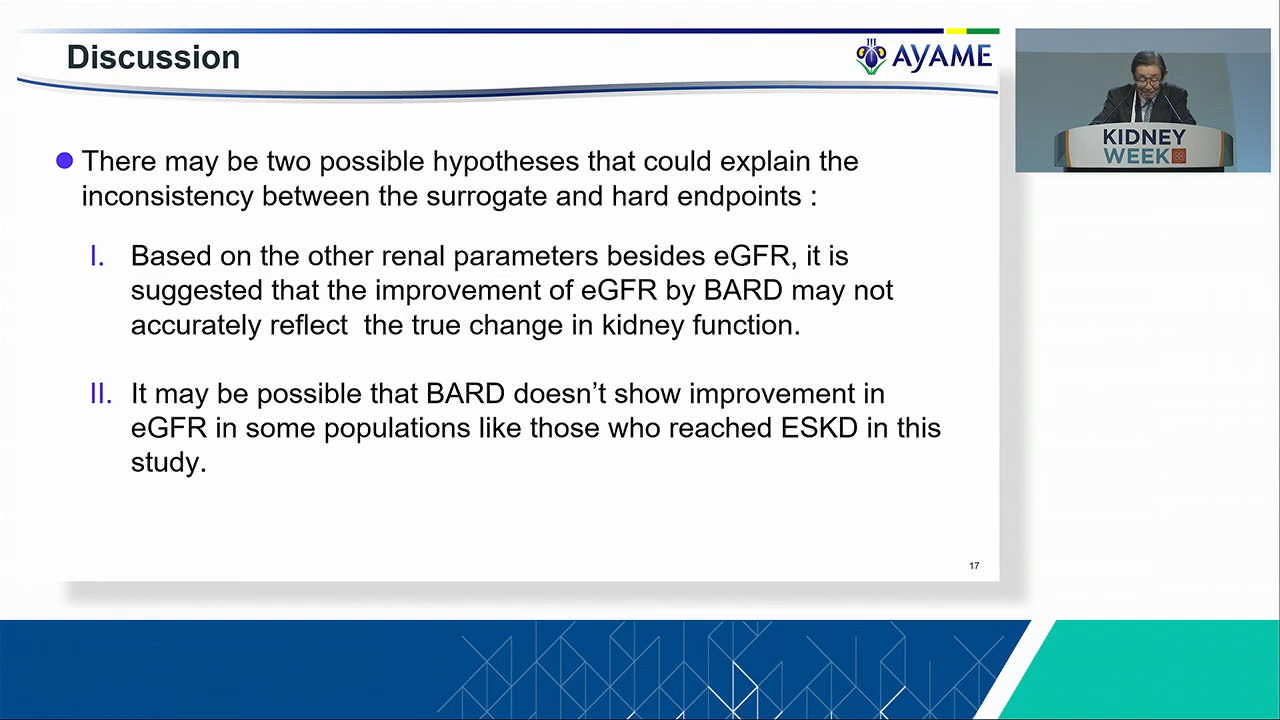 Discussion
AYAME
KIDNEY
WEEK
● There may be two possible hypotheses that could explain the
inconsistency between the surrogate and hard endpoints :
I. Based on the other renal parameters besides eGFR, it is
suggested that the improvement of eGFR by BARD may not
accurately reflect  the true change in kidney function.
II. It may be possible that BARD doesn’t show improvement in
eGFR in some populations like those who reached ESKD in this
study.
17